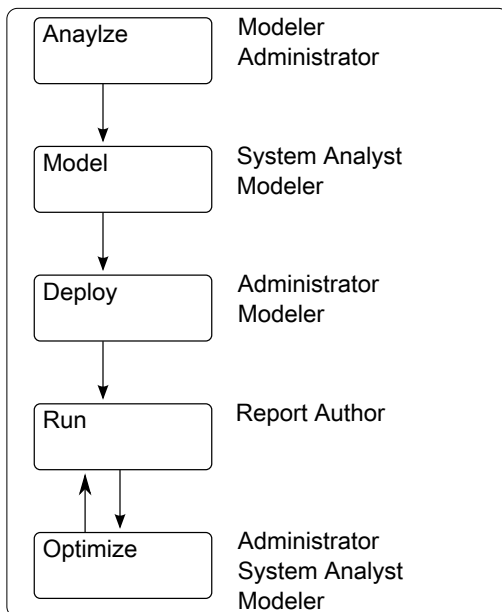 Anaylze
Modeler
Administrator
Model
System Analyst
Modeler
Deploy
Administrator
Modeler
Run
Report Author
Optimize
Administrator
System Analyst
Modeler